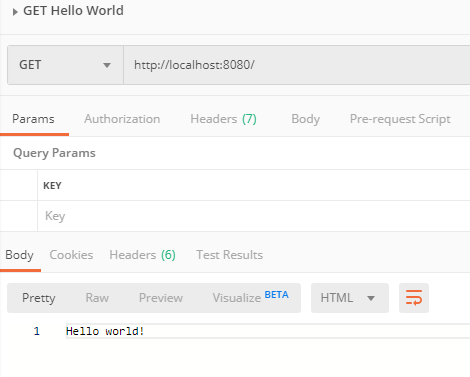 GET Hello World
GET http://localhost:8080/
Params Authorization Headers (7) Body Pre-request Script
Query Params
KEY
Key
Body Cookies Headers (6) Test Results
Pretty Raw Preview Visualize BETA HTML
1 Hello world!